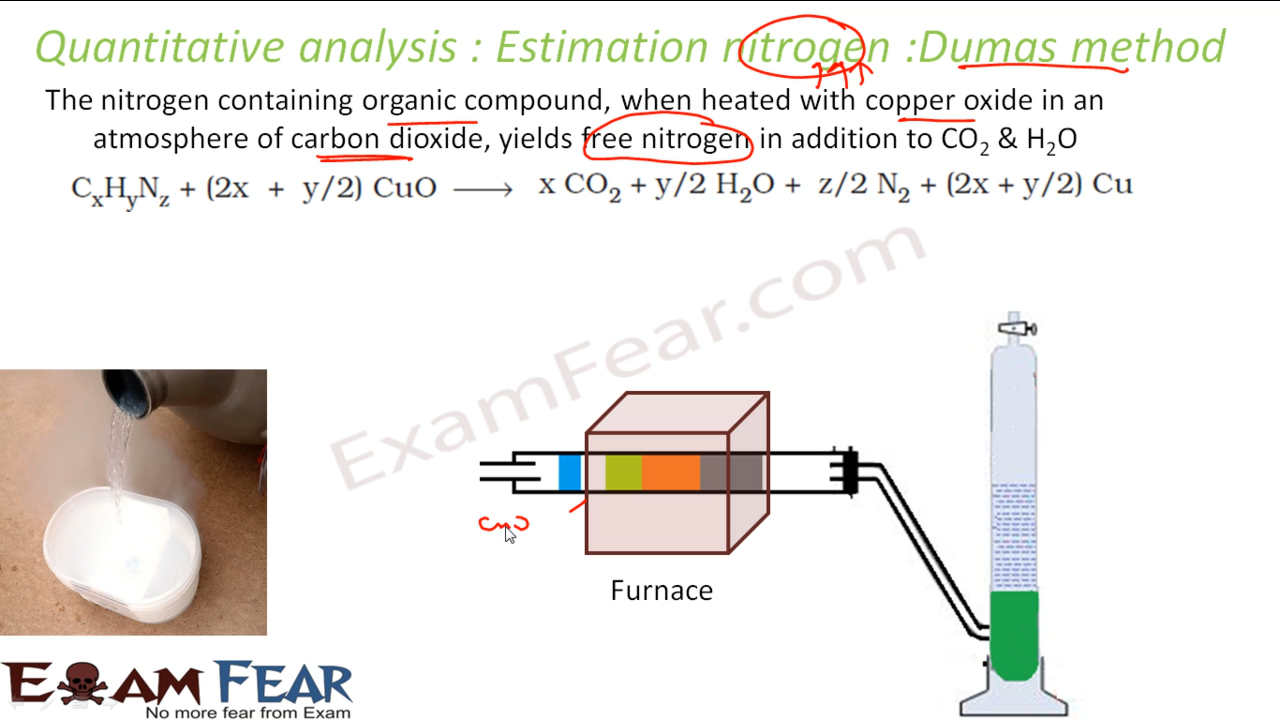 Quantitative analysis : Estimation nitrogen :Dumas method
The nitrogen containing organic compound, when heated with copper oxide in an
atmosphere of carbon dioxide, yields free nitrogen in addition to CO₂ & H₂O
CₓHᵧN_z + (2x + y/2) CuO ⟶ x CO₂ + y/2 H₂O + z/2 N₂ + (2x + y/2) Cu
ExamFear.com
CuO
Furnace
EXAM FEAR
No more fear from Exam